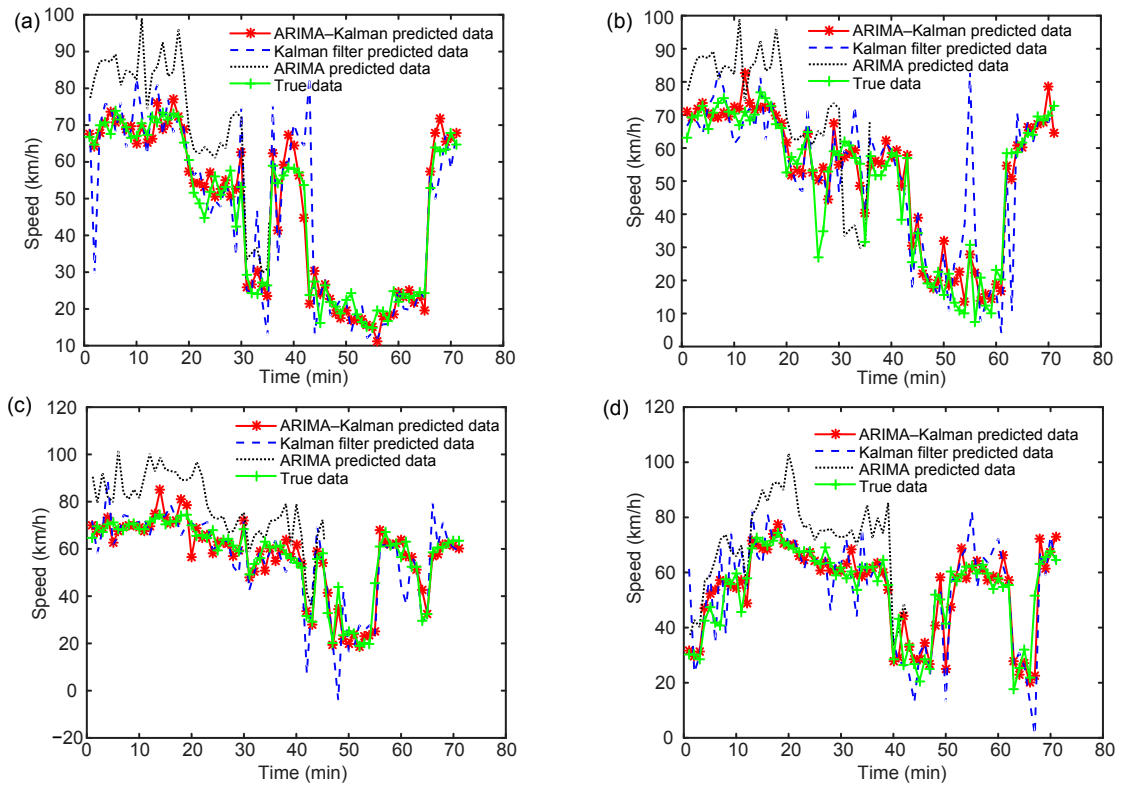 (a)
100
90
80
70
60
50
40
30
20
10
Speed (km/h)
ARIMA–Kalman predicted data
Kalman filter predicted data
ARIMA predicted data
True data
0 10 20 30 40 50 60 70 80
Time (min)
(b)
100
90
80
70
60
50
40
30
20
10
0
Speed (km/h)
ARIMA–Kalman predicted data
Kalman filter predicted data
ARIMA predicted data
True data
0 10 20 30 40 50 60 70 80
Time (min)
(c)
120
100
80
60
40
20
0
−20
Speed (km/h)
ARIMA–Kalman predicted data
Kalman filter predicted data
ARIMA predicted data
True data
0 10 20 30 40 50 60 70 80
Time (min)
(d)
120
100
80
60
40
20
0
Speed (km/h)
ARIMA–Kalman predicted data
Kalman filter predicted data
ARIMA predicted data
True data
0 10 20 30 40 50 60 70 80
Time (min)